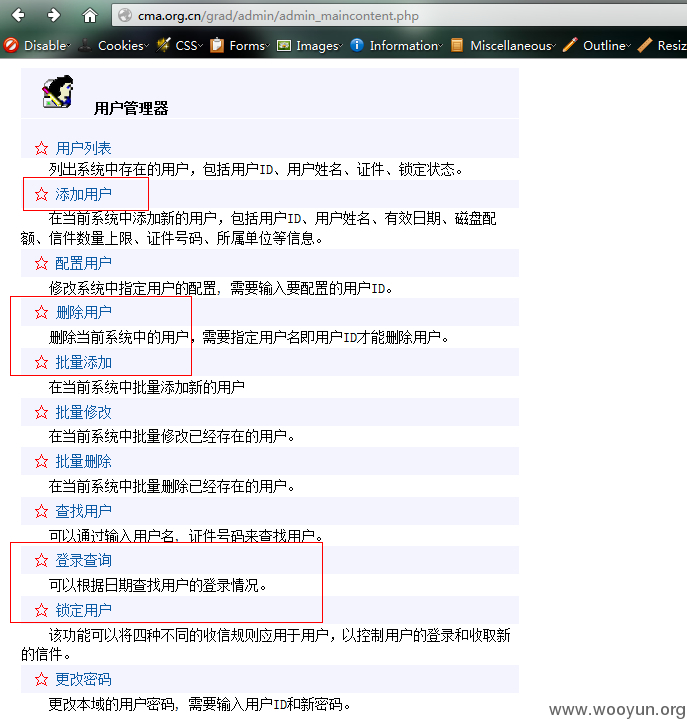 cma.org.cn/grad/admin/admin_maincontent.php
Disable Cookies CSS Forms Images Information Miscellaneous Outline Resiz
用户管理器
☆ 用户列表
列出系统中存在的用户，包括用户ID、用户姓名、证件、锁定状态。
☆ 添加用户
在当前系统中添加新的用户，包括用户ID、用户姓名、有效日期、磁盘配
额、信件数量上限、证件号码、所属单位等信息。
☆ 配置用户
修改系统中指定用户的配置，需要输入要配置的用户ID。
☆ 删除用户
删除当前系统中的用户，需要指定用户名即用户ID才能删除用户。
☆ 批量添加
在当前系统中批量添加新的用户
☆ 批量修改
在当前系统中批量修改已经存在的用户。
☆ 批量删除
在当前系统中批量删除已经存在的用户。
☆ 查找用户
可以通过输入用户名，证件号码来查找用户。
☆ 登录查询
可以根据日期查找用户的登录情况。
☆ 锁定用户
该功能可以将四种不同的收信规则应用于用户，以控制用户的登录和收取新
的信件。
☆ 更改密码
更改本域的用户密码，需要输入用户ID和新密码。
www.wooyun.org